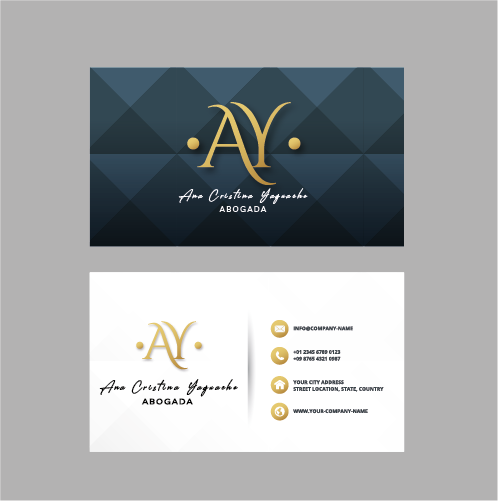 AY
Ana Cristina Yaguache
ABOGADA
AY
Ana Cristina Yaguache
ABOGADA
INFO@COMPANY-NAME
+01 2345 6789 0123
+09 8765 4321 0987
YOUR CITY ADDRESS
STREET LOCATION, STATE, COUNTRY
WWW.YOUR-COMPANY-NAME